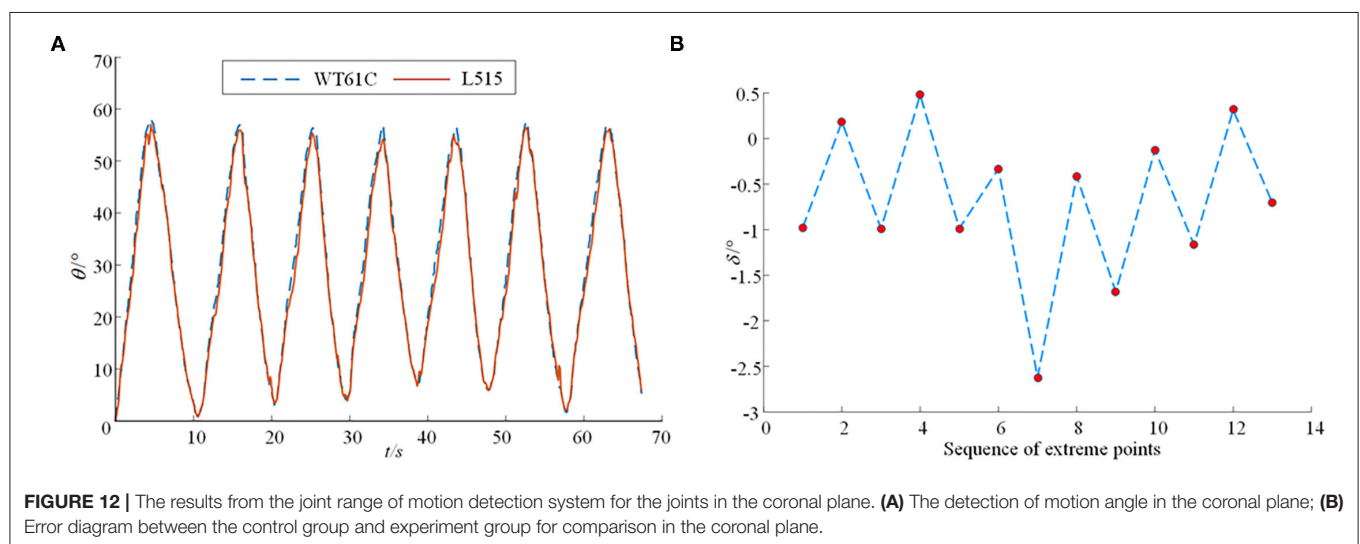 A
B
70
60
50
40
30
20
10
0
θ/°
WT61C L515
10 20 30 40 50 60 70
t/s
0.5
0
-0.5
-1
-1.5
-2
-2.5
-3
δ/°
0 2 4 6 8 10 12 14
Sequence of extreme points
FIGURE 12 | The results from the joint range of motion detection system for the joints in the coronal plane. (A) The detection of motion angle in the coronal plane; (B)
Error diagram between the control group and experiment group for comparison in the coronal plane.